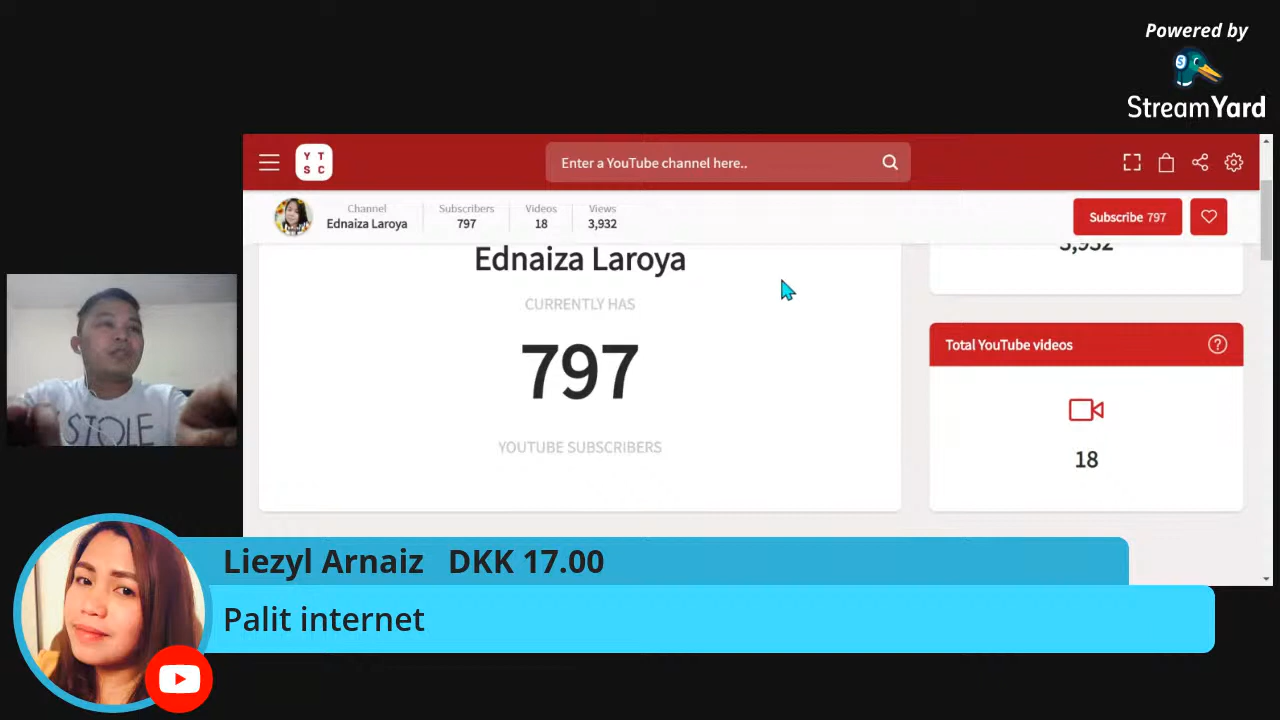 Powered by
StreamYard
Y T
S C
Enter a YouTube channel here..
Channel
Ednaiza Laroya
Subscribers
797
Videos
18
Views
3,932
Subscribe 797
Ednaiza Laroya
CURRENTLY HAS
797
YOUTUBE SUBSCRIBERS
3,932
Total YouTube videos
18
STOLE
Liezyl Arnaiz DKK 17.00
Palit internet